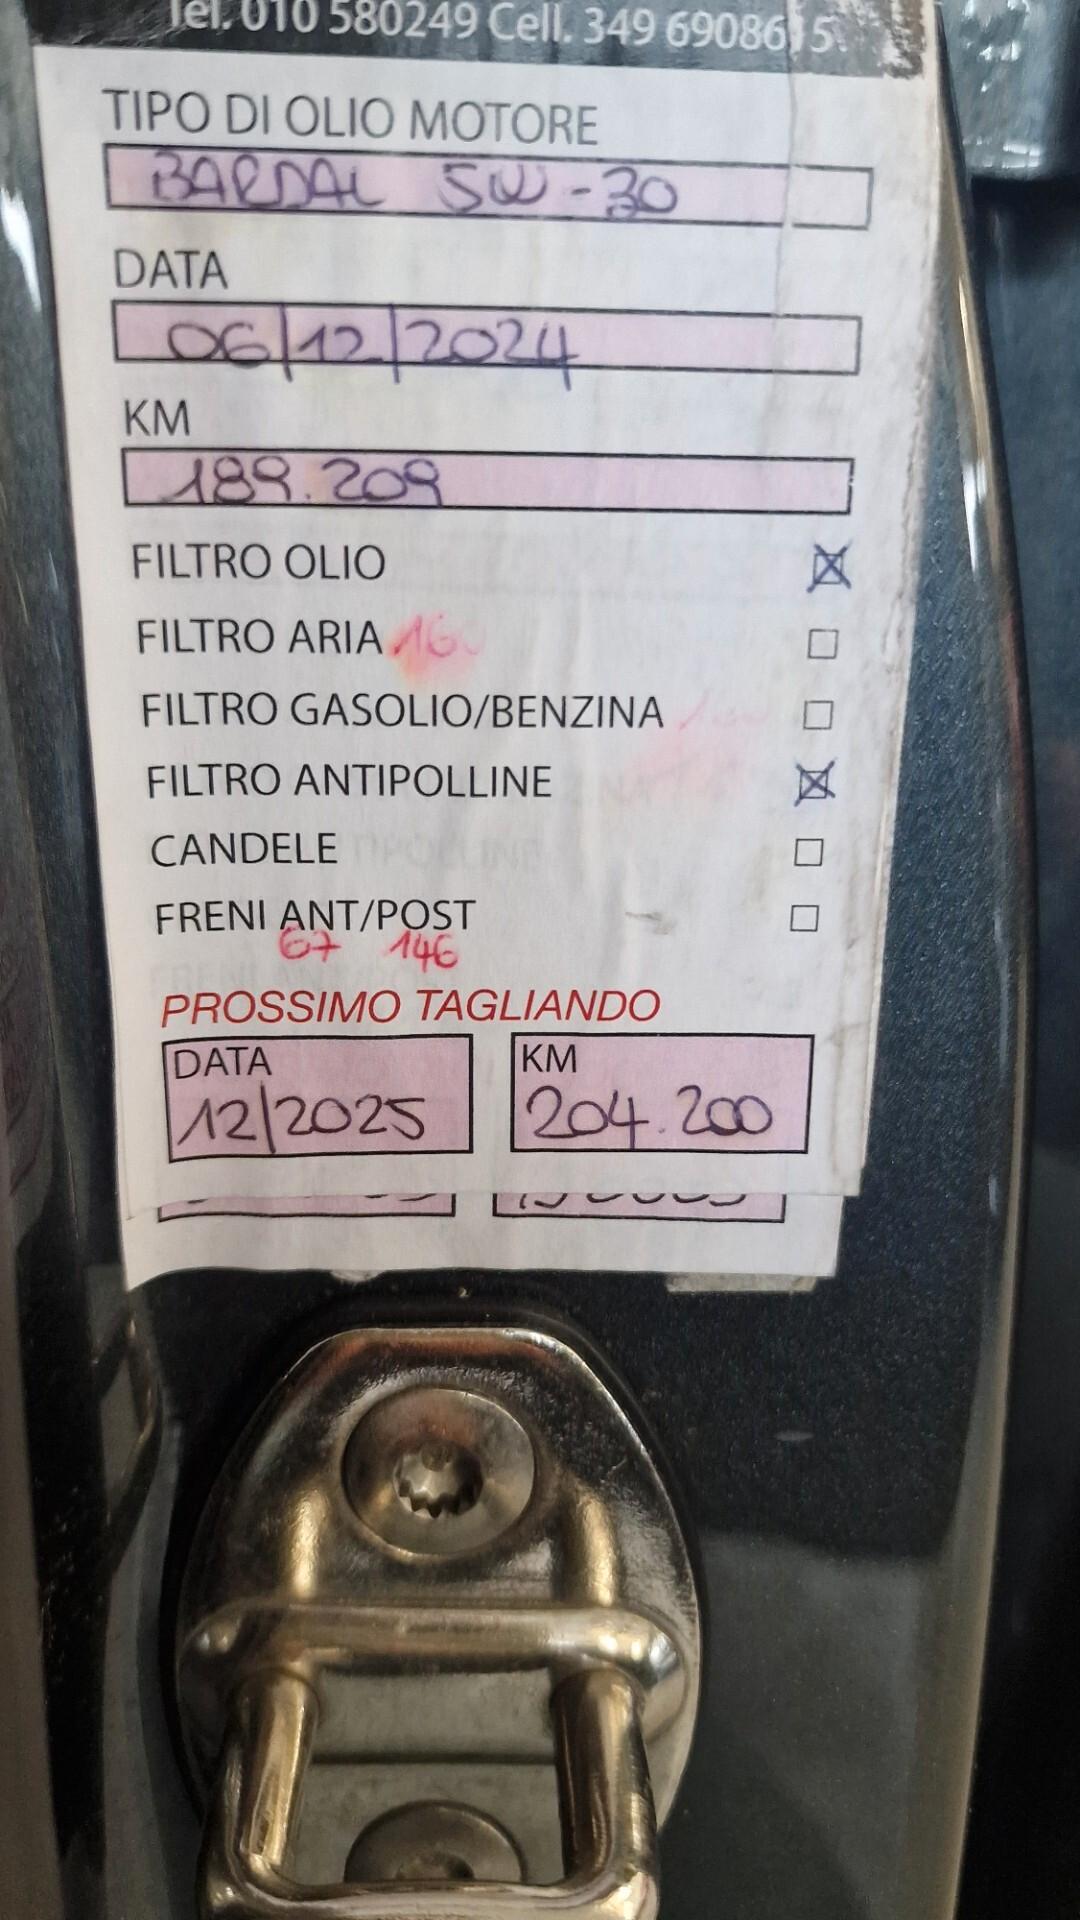 Tel. 010 580249 Cell. 349 6908615
TIPO DI OLIO MOTORE
BARDAL 5W-30
DATA
06/12/2024
KM
189.209
FILTRO OLIO
FILTRO ARIA 160
FILTRO GASOLIO/BENZINA
FILTRO ANTIPOLLINE
CANDELE
FRENI ANT/POST
67 146
PROSSIMO TAGLIANDO
DATA KM
12/2025 204.200